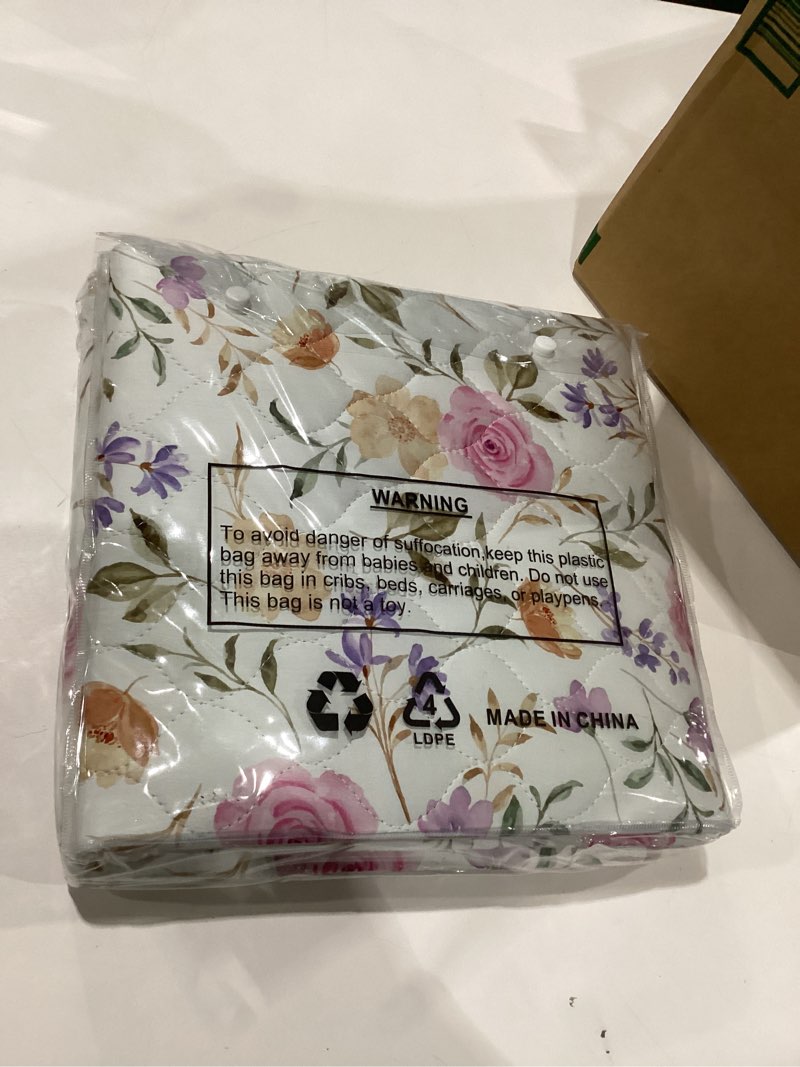 WARNING
To avoid danger of suffocation,keep this plastic
bag away from babies and children. Do not use
this bag in cribs, beds, carriages, or playpens.
This bag is not a toy.
4
LDPE
MADE IN CHINA